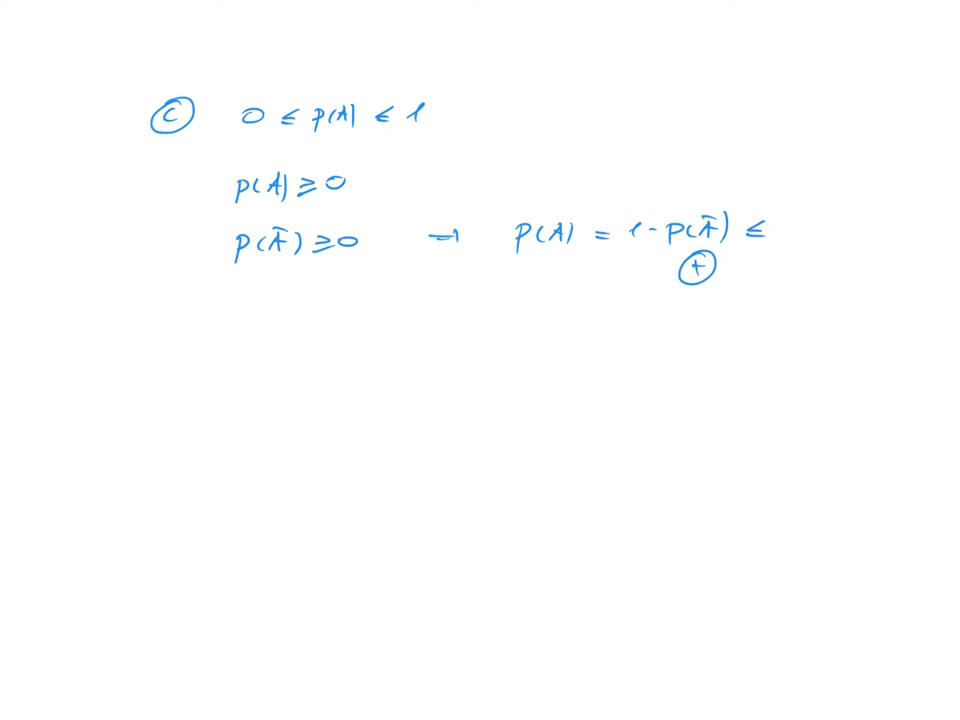 Ⓒ 0 ≤ P(A) ≤ 1
P(A) ≥ 0
P(Ā) ≥ 0 → P(A) = 1 - P(Ā) ≤
⊕